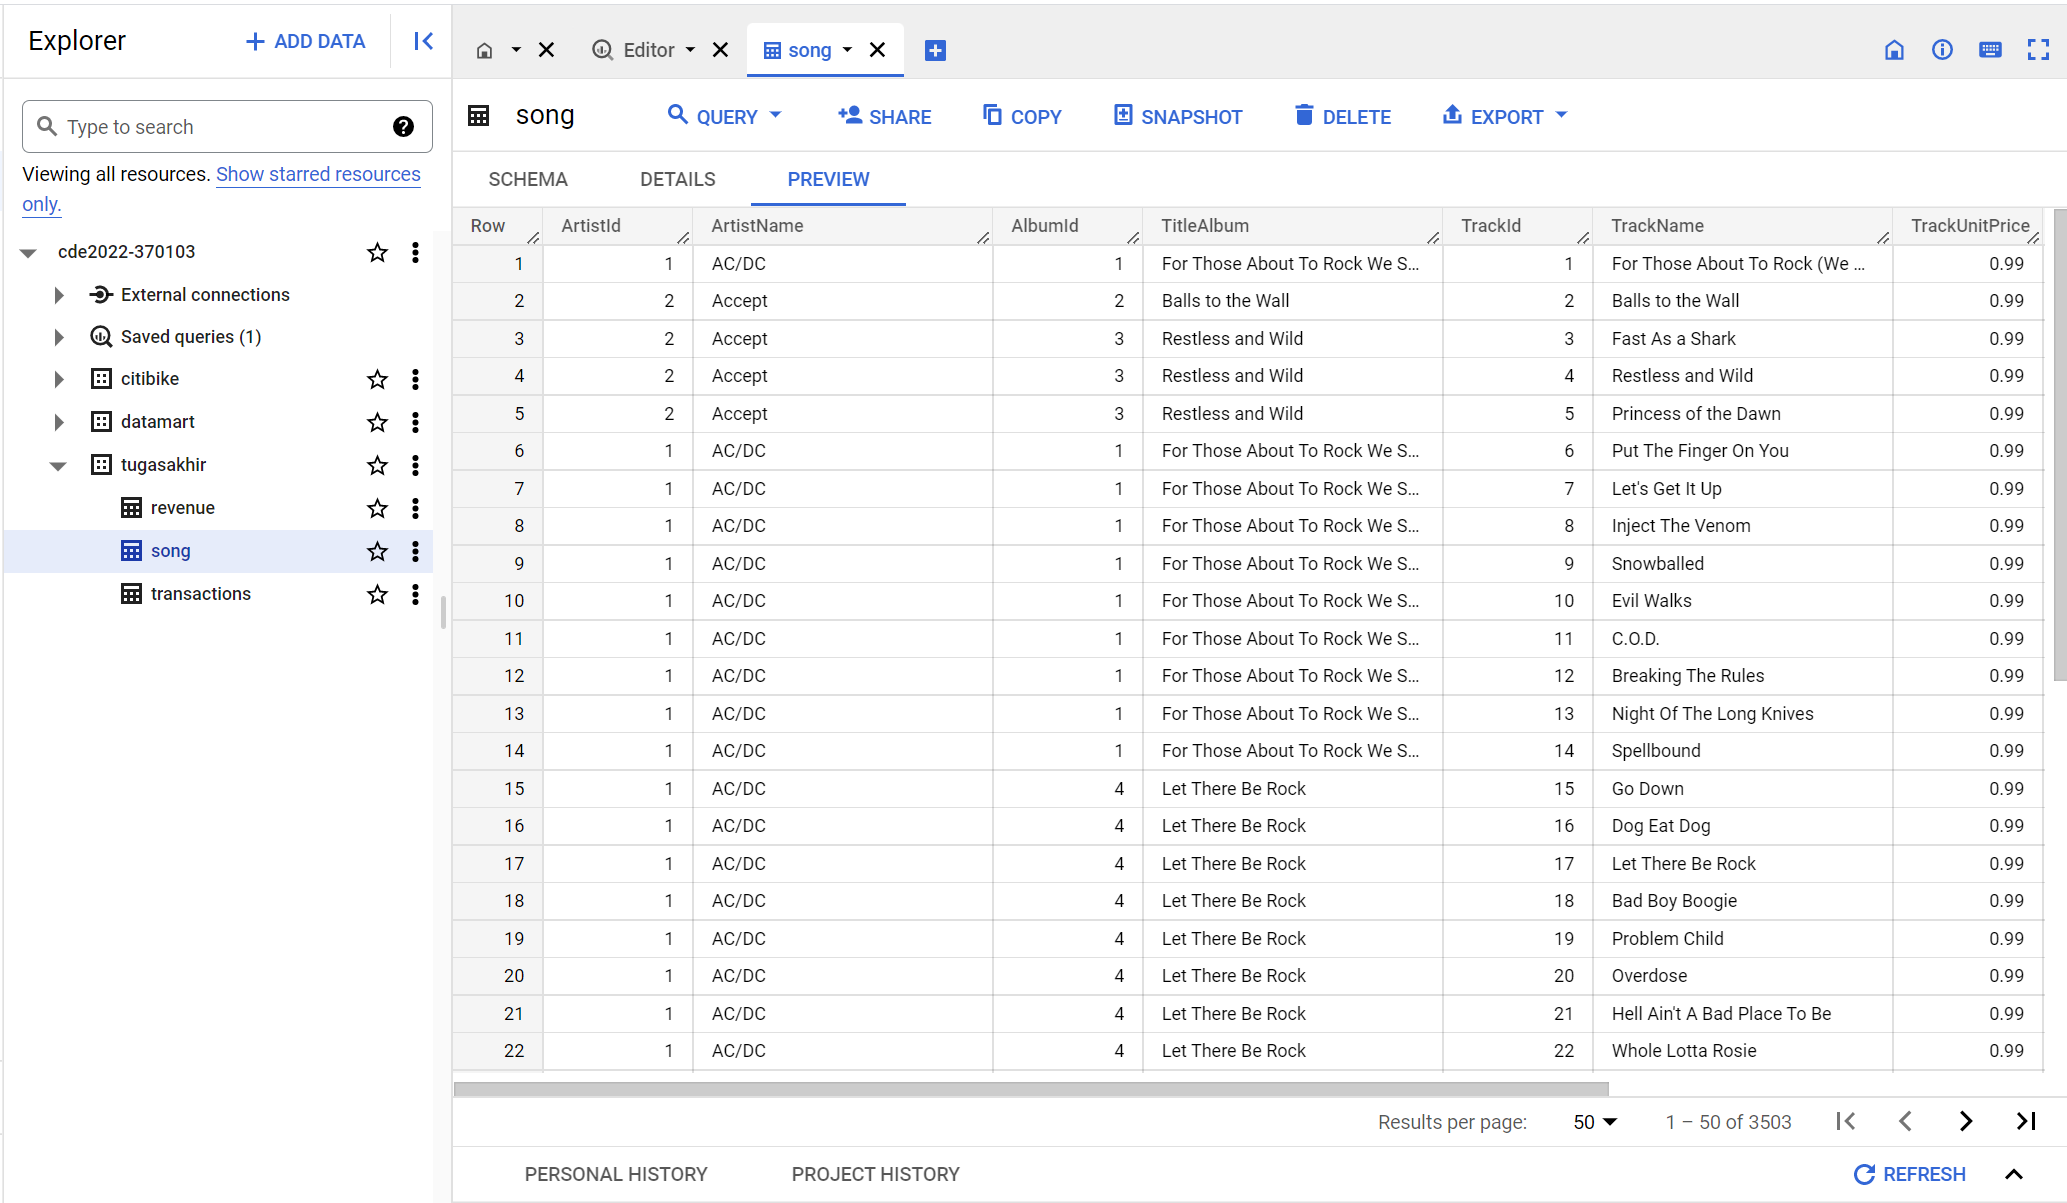 Explorer
ADD DATA
Type to search
Viewing all resources. Show starred resources
only.
cde2022-370103
External connections
Saved queries (1)
citibike
datamart
tugasakhir
revenue
song
transactions
Editor
song
song
QUERY
SHARE
COPY
SNAPSHOT
DELETE
EXPORT
SCHEMA
DETAILS
PREVIEW
Row ArtistId ArtistName AlbumId TitleAlbum TrackId TrackName TrackUnitPrice
1 1 AC/DC 1 For Those About To Rock We S... 1 For Those About To Rock (We ... 0.99
2 2 Accept 2 Balls to the Wall 2 Balls to the Wall 0.99
3 2 Accept 3 Restless and Wild 3 Fast As a Shark 0.99
4 2 Accept 3 Restless and Wild 4 Restless and Wild 0.99
5 2 Accept 3 Restless and Wild 5 Princess of the Dawn 0.99
6 1 AC/DC 1 For Those About To Rock We S... 6 Put The Finger On You 0.99
7 1 AC/DC 1 For Those About To Rock We S... 7 Let's Get It Up 0.99
8 1 AC/DC 1 For Those About To Rock We S... 8 Inject The Venom 0.99
9 1 AC/DC 1 For Those About To Rock We S... 9 Snowballed 0.99
10 1 AC/DC 1 For Those About To Rock We S... 10 Evil Walks 0.99
11 1 AC/DC 1 For Those About To Rock We S... 11 C.O.D. 0.99
12 1 AC/DC 1 For Those About To Rock We S... 12 Breaking The Rules 0.99
13 1 AC/DC 1 For Those About To Rock We S... 13 Night Of The Long Knives 0.99
14 1 AC/DC 1 For Those About To Rock We S... 14 Spellbound 0.99
15 1 AC/DC 4 Let There Be Rock 15 Go Down 0.99
16 1 AC/DC 4 Let There Be Rock 16 Dog Eat Dog 0.99
17 1 AC/DC 4 Let There Be Rock 17 Let There Be Rock 0.99
18 1 AC/DC 4 Let There Be Rock 18 Bad Boy Boogie 0.99
19 1 AC/DC 4 Let There Be Rock 19 Problem Child 0.99
20 1 AC/DC 4 Let There Be Rock 20 Overdose 0.99
21 1 AC/DC 4 Let There Be Rock 21 Hell Ain't A Bad Place To Be 0.99
22 1 AC/DC 4 Let There Be Rock 22 Whole Lotta Rosie 0.99
Results per page: 50 1 – 50 of 3503
PERSONAL HISTORY PROJECT HISTORY REFRESH